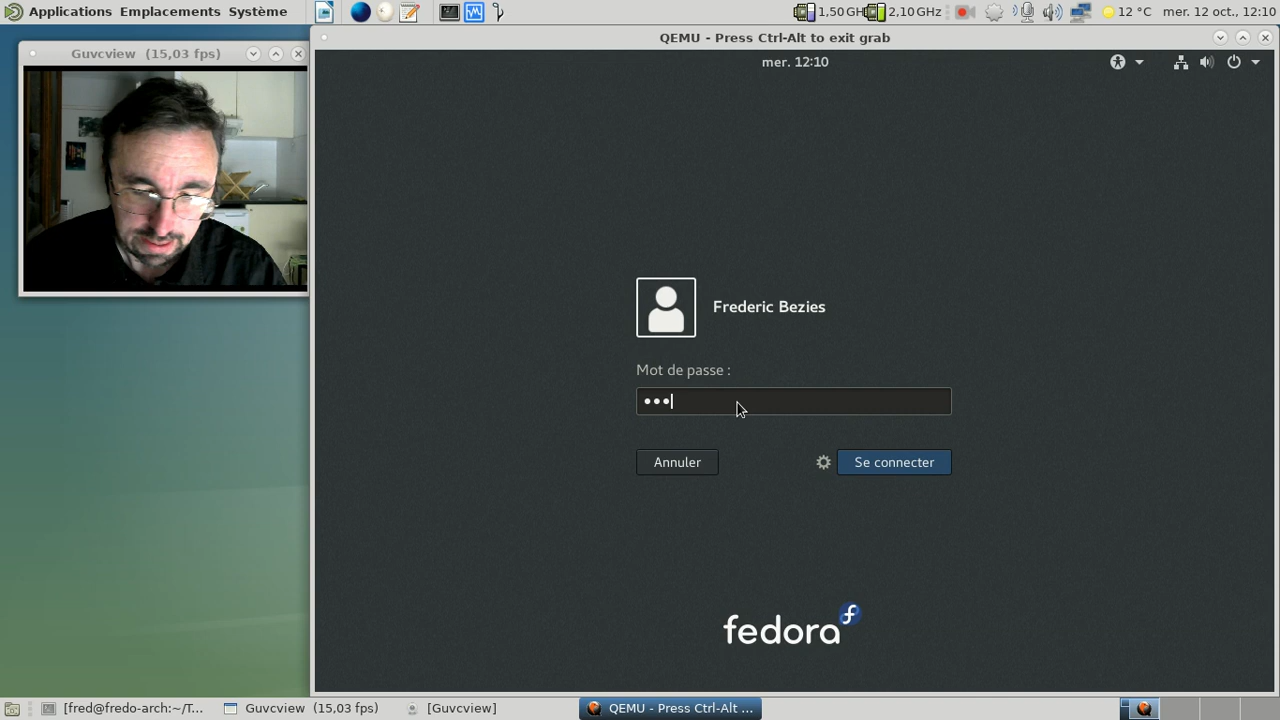 Applications Emplacements Système
1,50 GH 2,10 GHz 12 °C mer. 12 oct., 12:10
Guvcview (15,03 fps)
QEMU - Press Ctrl-Alt to exit grab
mer. 12:10
Frederic Bezies
Mot de passe :
Annuler
Se connecter
fedora
[fred@fredo-arch:~/T... Guvcview (15,03 fps) [Guvcview] QEMU - Press Ctrl-Alt ...